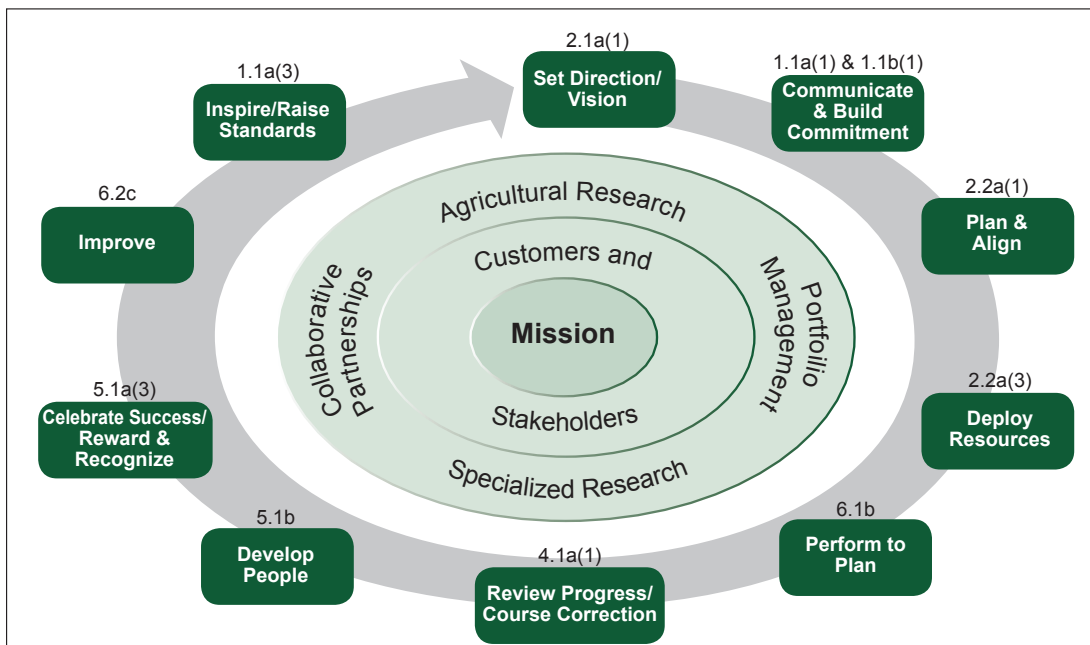 2.1a(1)
Set Direction/
Vision
1.1a(1) & 1.1b(1)
Communicate
& Build
Commitment
2.2a(1)
Plan &
Align
2.2a(3)
Deploy
Resources
6.1b
Perform to
Plan
4.1a(1)
Review Progress/
Course Correction
5.1b
Develop
People
5.1a(3)
Celebrate Success/
Reward &
Recognize
6.2c
Improve
1.1a(3)
Inspire/Raise
Standards
Agricultural Research
Portfoilio
Management
Specialized Research
Collaborative
Partnerships
Customers and
Stakeholders
Mission